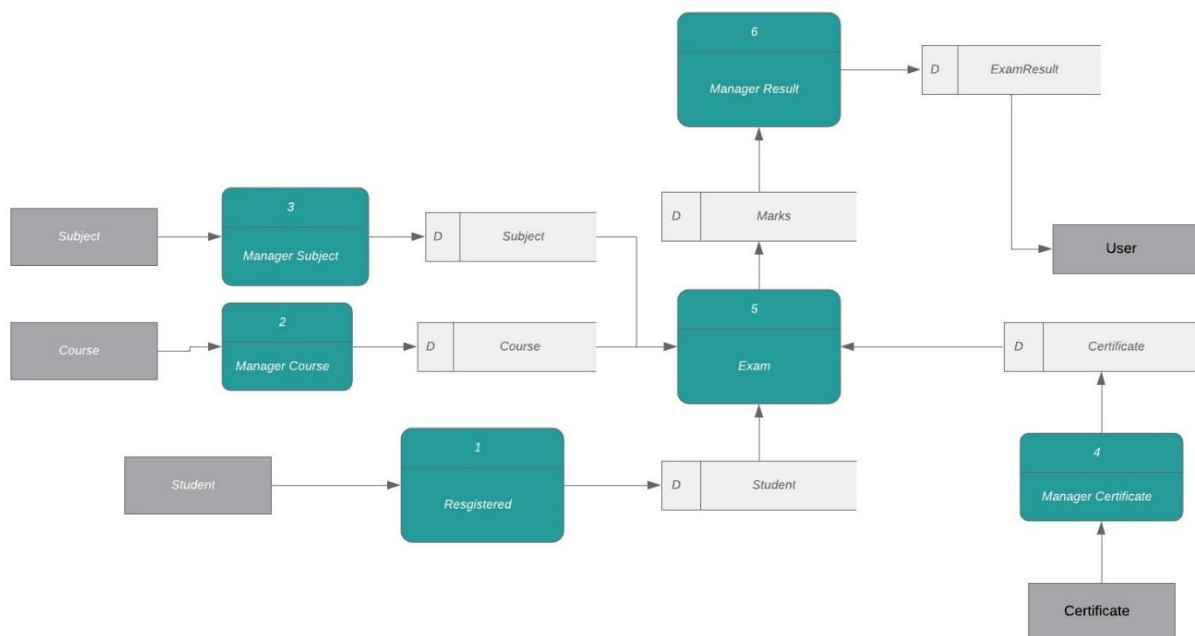 6
Manager Result
D
ExamResult
3
Manager Subject
Subject
D
Subject
D
Marks
User
2
Manager Course
Course
D
Course
5
Exam
D
Certificate
1
Resgistered
Student
D
Student
4
Manager Certificate
Certificate